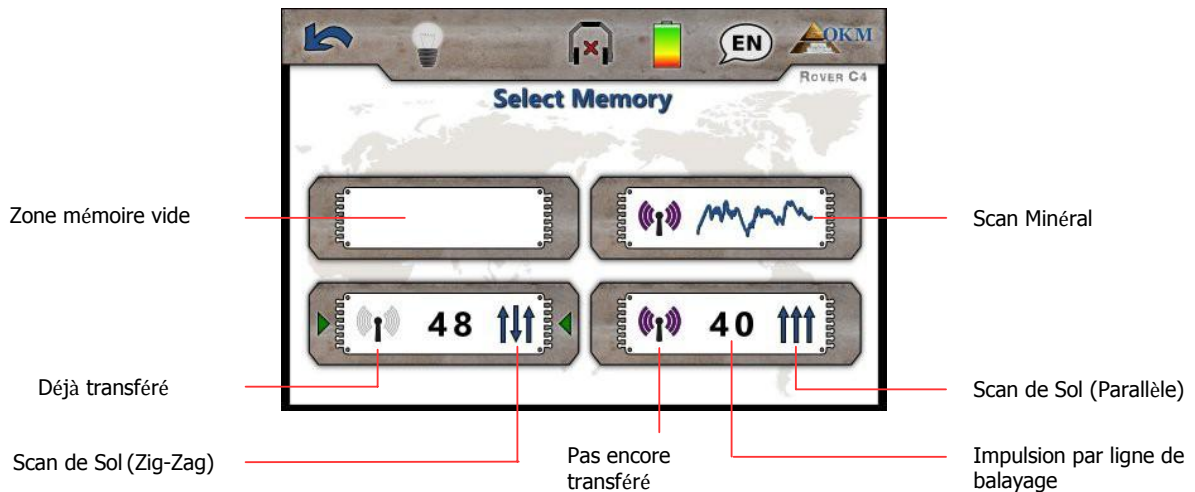 EN
OKM
ROVER C4
Select Memory
Zone mémoire vide
Scan Minéral
48
40
Déjà transféré
Scan de Sol (Parallèle)
Scan de Sol (Zig-Zag)
Pas encore
transféré
Impulsion par ligne de
balayage